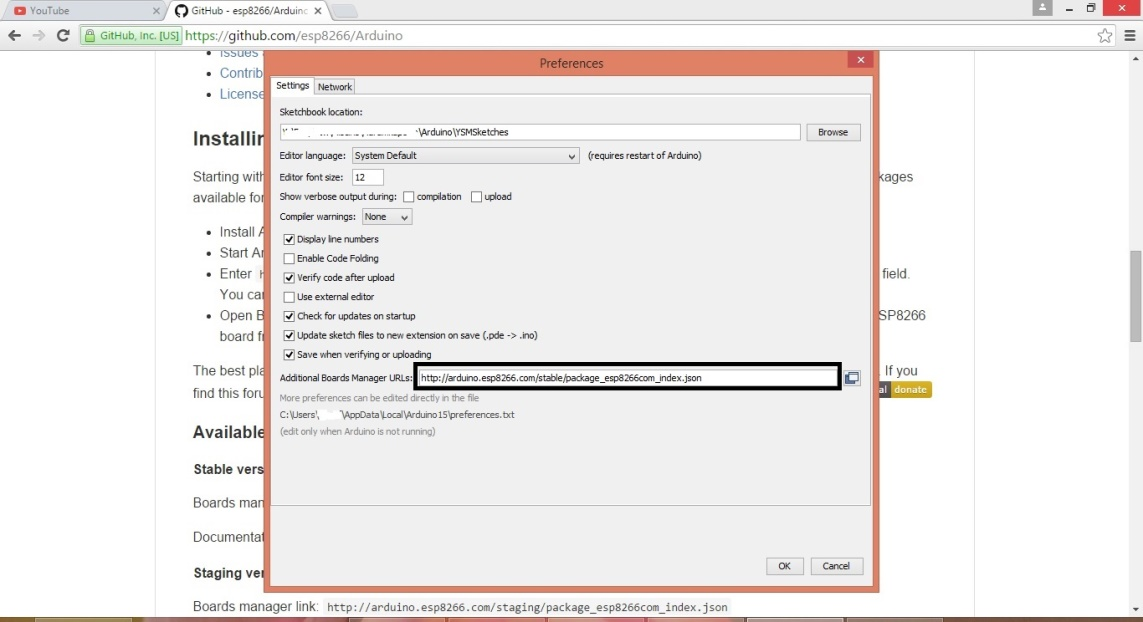 YouTube
GitHub - esp8266/Arduino
GitHub, Inc. [US] https://github.com/esp8266/Arduino
Issues
Contrib
License
Preferences
Settings
Network
Sketchbook location:
:\Arduino\YSMSketches
Browse
Editor language: System Default (requires restart of Arduino)
Editor font size: 12
Show verbose output during: compilation upload
Compiler warnings: None
Display line numbers
Enable Code Folding
Verify code after upload
Use external editor
Check for updates on startup
Update sketch files to new extension on save (.pde -> .ino)
Save when verifying or uploading
Additional Boards Manager URLs: http://arduino.esp8266.com/stable/package_esp8266com_index.json
More preferences can be edited directly in the file
C:\Users\ \AppData\Local\Arduino15\preferences.txt
(edit only when Arduino is not running)
OK
Cancel
Installin
Starting with kages
available for
Install A
Start Ar
Enter field.
You can
Open B SP8266
board fr
The best pla If you
find this foru al donate
Available
Stable vers
Boards man
Documentat
Staging ver
Boards manager link: http://arduino.esp8266.com/staging/package_esp8266com_index.json